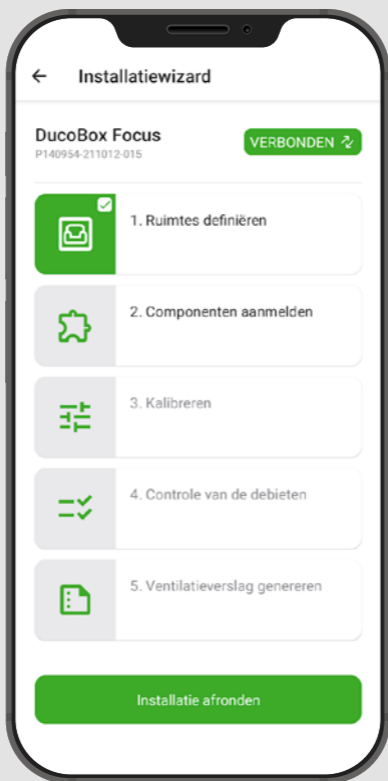 Installatiewizard
DucoBox Focus
VERBONDEN
P140954-211012-015
1. Ruimtes definiëren
2. Componenten aanmelden
3. Kalibreren
4. Controle van de debieten
5. Ventilatieverslag genereren
Installatie afronden